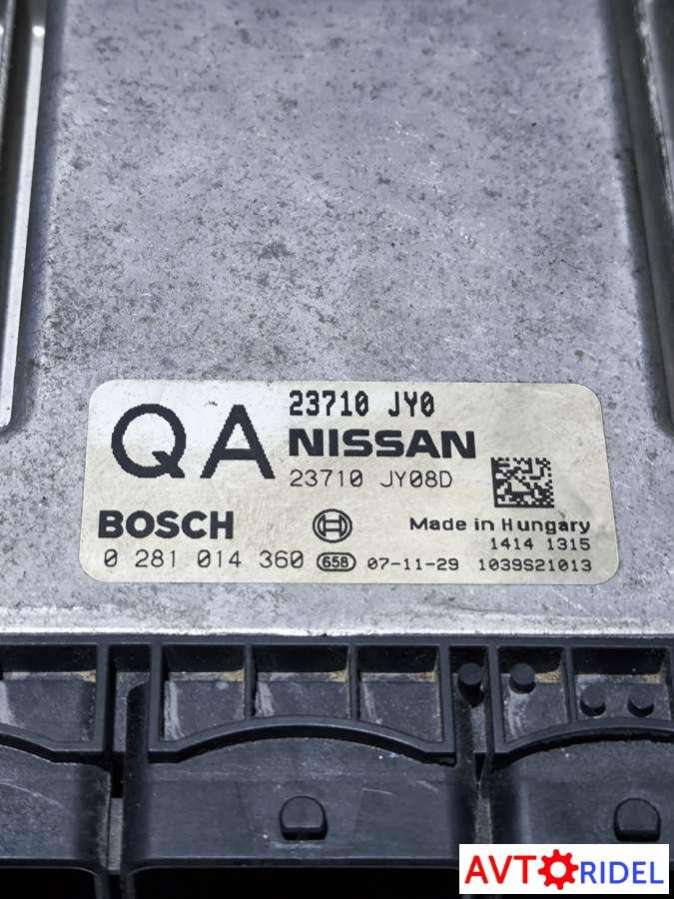 QA
23710 JY0
NISSAN
23710 JY08D
BOSCH
Made in Hungary
1414 1315
0 281 014 360 658 07-11-29 1039S21013
AVTORIDEL